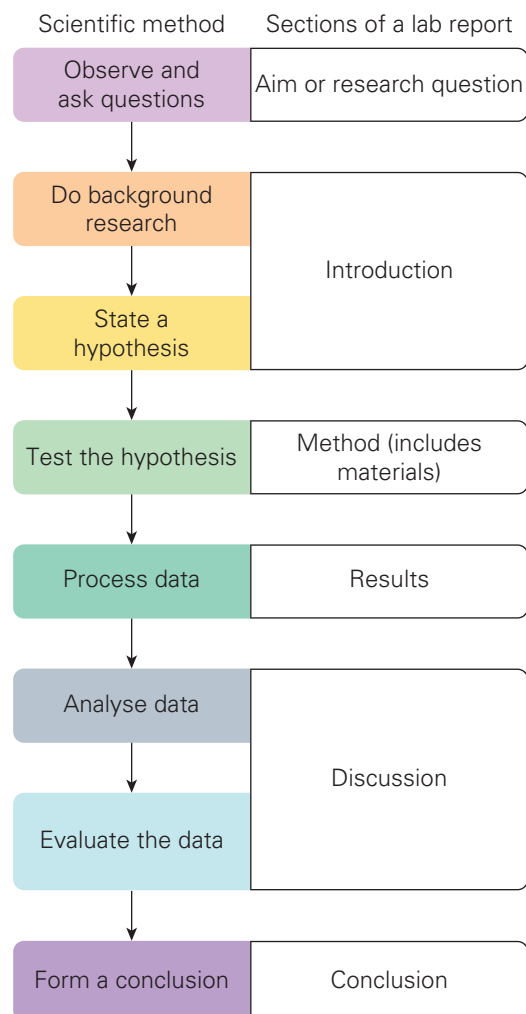 Scientific method
Sections of a lab report
Observe and
ask questions
Aim or research question
Do background
research
Introduction
State a
hypothesis
Test the hypothesis
Method (includes
materials)
Process data
Results
Analyse data
Discussion
Evaluate the data
Form a conclusion
Conclusion